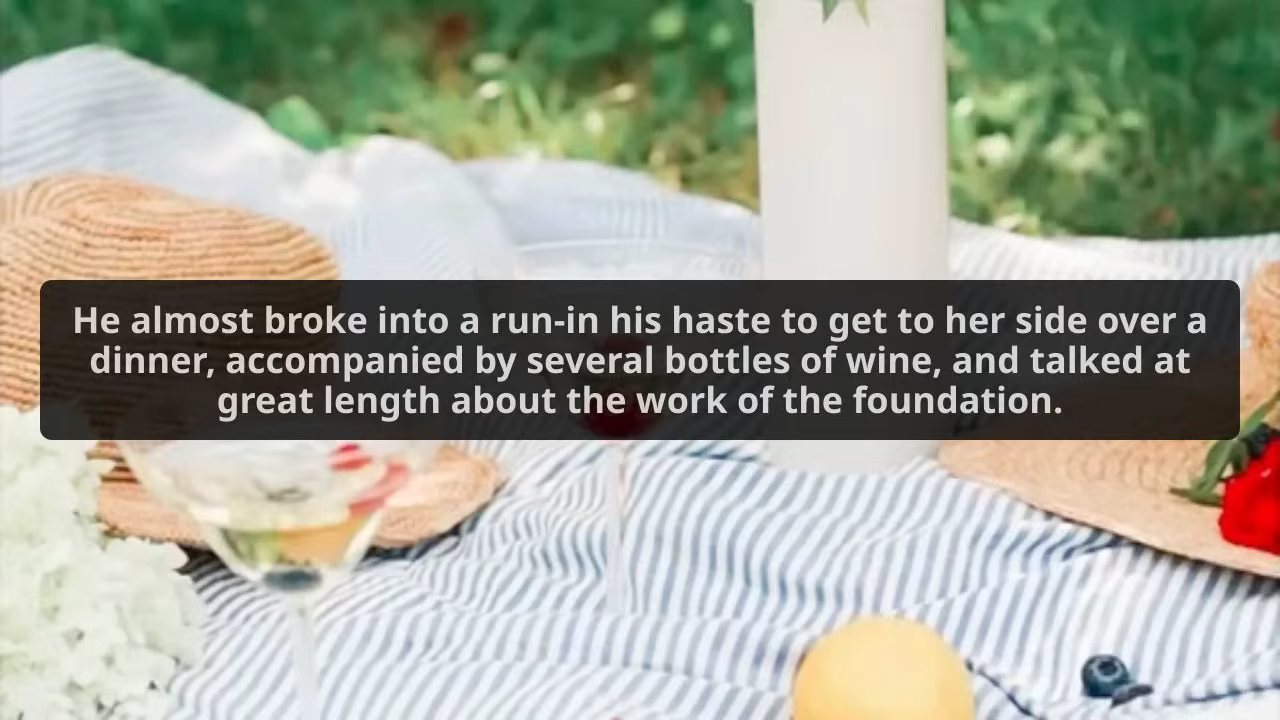 He almost broke into a run-in his haste to get to her side over a
dinner, accompanied by several bottles of wine, and talked at
great length about the work of the foundation.